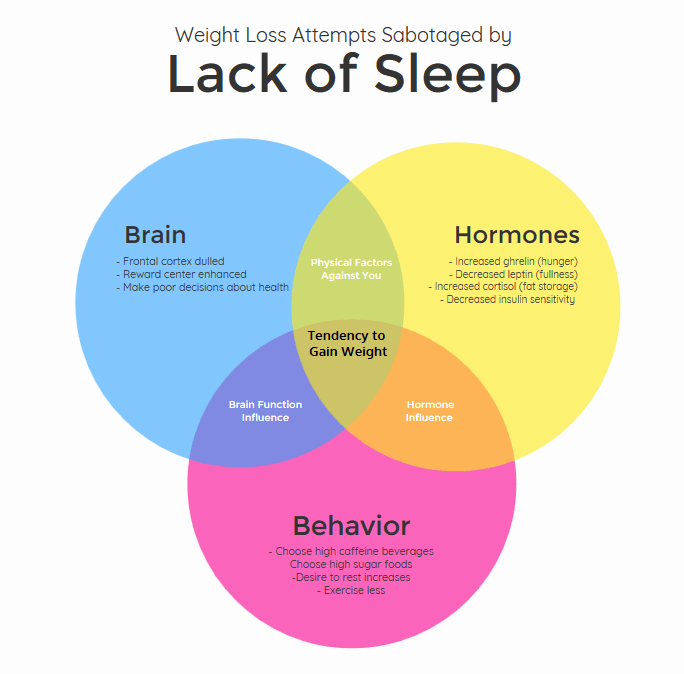 Weight Loss Attempts Sabotaged by
Lack of Sleep
Brain
- Frontal cortex dulled
- Reward center enhanced
- Make poor decisions about health
Hormones
- Increased ghrelin (hunger)
- Decreased leptin (fullness)
- Increased cortisol (fat storage)
- Decreased insulin sensitivity
Physical Factors
Against You
Tendency to
Gain Weight
Brain Function
Influence
Hormone
Influence
Behavior
- Choose high caffeine beverages
Choose high sugar foods
-Desire to rest increases
- Exercise less